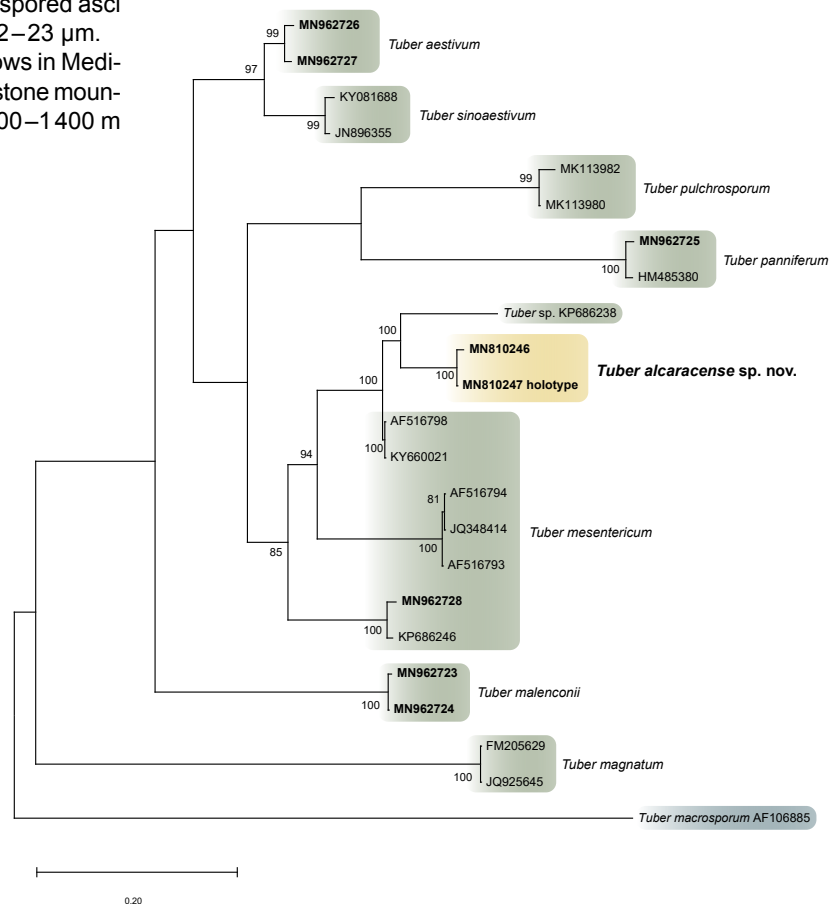 spored asci
2–23 µm.
ows in Medi-
stone moun-
00–1400 m
99
MN962726
MN962727
Tuber aestivum
97
KY081688
99
JN896355
Tuber sinoaestivum
99
MK113982
MK113980
Tuber pulchrosporum
MN962725
100
HM485380
Tuber panniferum
Tuber sp. KP686238
100
MN810246
100
MN810247 holotype
Tuber alcaracense sp. nov.
100
AF516798
100
KY660021
94
81
AF516794
JQ348414
100
AF516793
Tuber mesentericum
85
MN962728
100
KP686246
MN962723
100
MN962724
Tuber malenconii
FM205629
100
JQ925645
Tuber magnatum
Tuber macrosporum AF106885
0.20